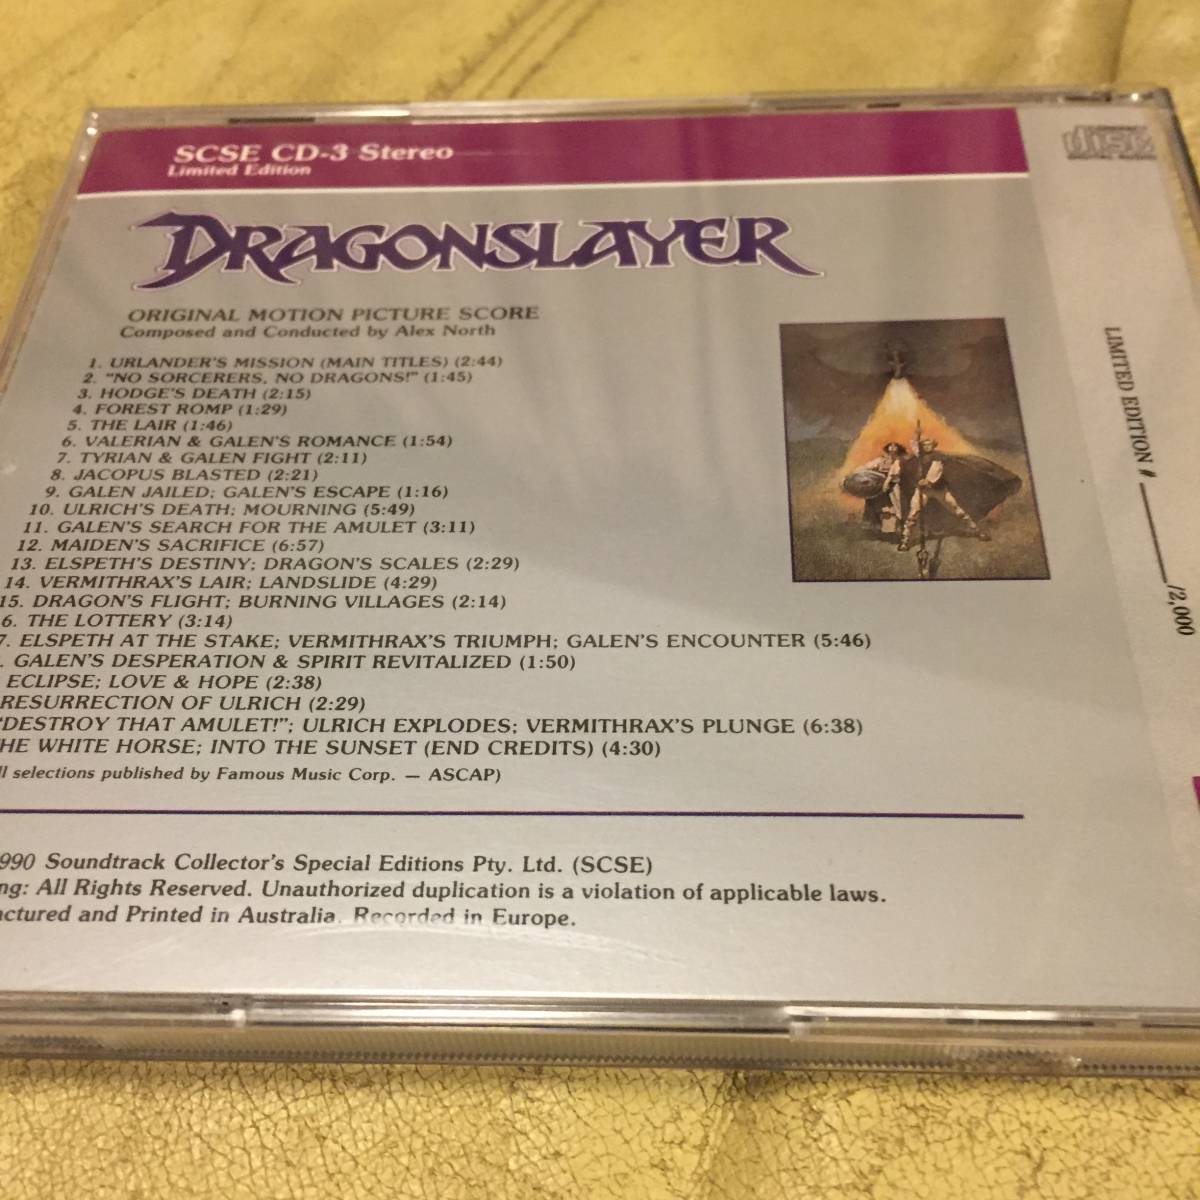 SCSE CD-3 Stereo
Limited Edition
DISC
DIGITAL AUDIO
DRAGONSLAYER
ORIGINAL MOTION PICTURE SCORE
Composed and Conducted by Alex North
1. URLANDER'S MISSION (MAIN TITLES) (2:44)
2. "NO SORCERERS, NO DRAGONS!" (1:45)
3. HODGE'S DEATH (2:15)
4. FOREST ROMP (1:29)
5. THE LAIR (1:46)
6. VALERIAN & GALEN'S ROMANCE (1:54)
7. TYRIAN & GALEN FIGHT (2:11)
8. JACOPUS BLASTED (2:21)
9. GALEN JAILED; GALEN'S ESCAPE (1:16)
10. ULRICH'S DEATH; MOURNING (5:49)
11. GALEN'S SEARCH FOR THE AMULET (3:11)
12. MAIDEN'S SACRIFICE (6:57)
13. ELSPETH'S DESTINY; DRAGON'S SCALES (2:29)
14. VERMITHRAX'S LAIR; LANDSLIDE (4:29)
15. DRAGON'S FLIGHT; BURNING VILLAGES (2:14)
6. THE LOTTERY (3:14)
7. ELSPETH AT THE STAKE; VERMITHRAX'S TRIUMPH; GALEN'S ENCOUNTER (5:46)
. GALEN'S DESPERATION & SPIRIT REVITALIZED (1:50)
ECLIPSE; LOVE & HOPE (2:38)
RESURRECTION OF ULRICH (2:29)
"DESTROY THAT AMULET!"; ULRICH EXPLODES; VERMITHRAX'S PLUNGE (6:38)
HE WHITE HORSE; INTO THE SUNSET (END CREDITS) (4:30)
ll selections published by Famous Music Corp. — ASCAP)
990 Soundtrack Collector's Special Editions Pty. Ltd. (SCSE)
ng: All Rights Reserved. Unauthorized duplication is a violation of applicable laws.
actured and Printed in Australia. Recorded in Europe.
LIMITED EDITION # ______/2,000